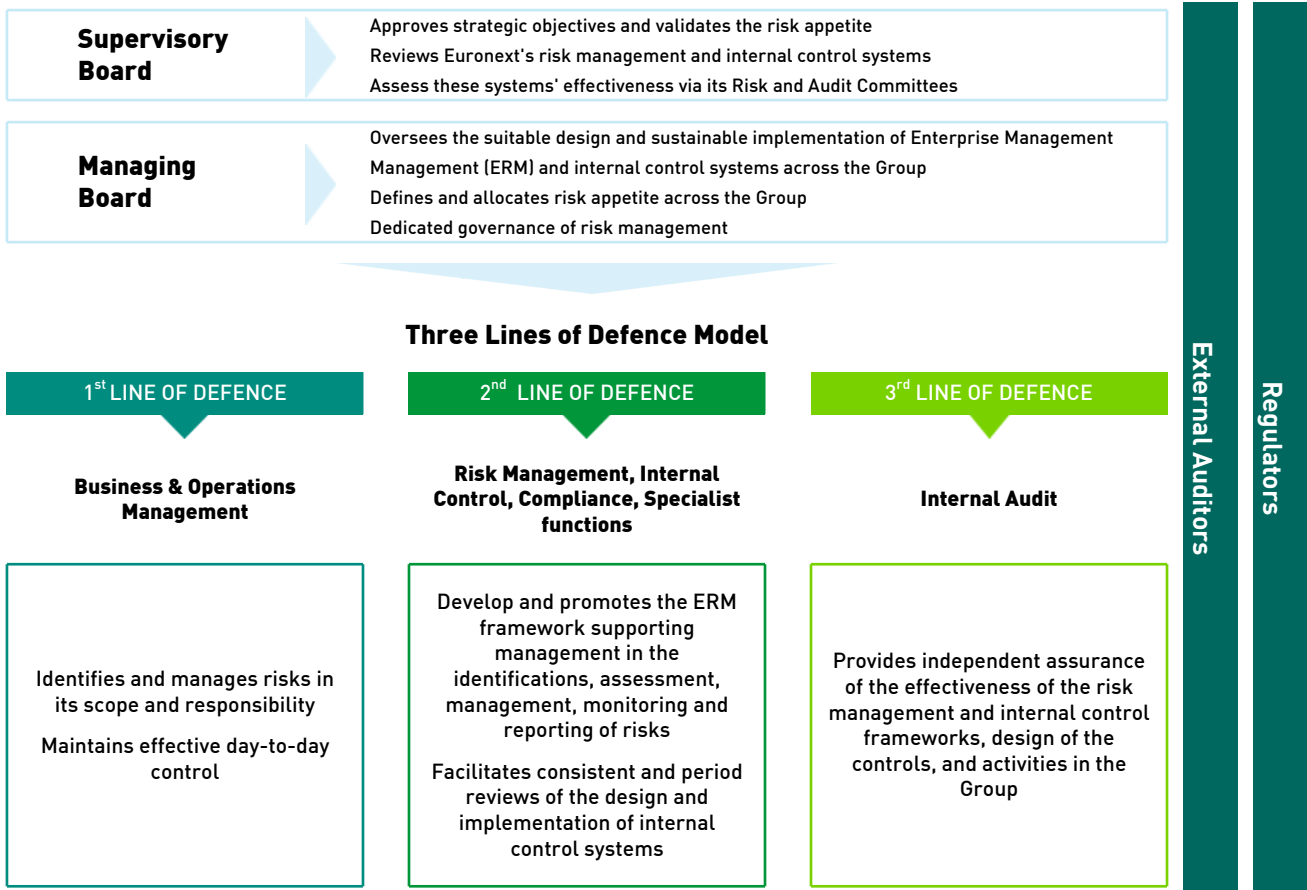 Supervisory
Board
Approves strategic objectives and validates the risk appetite
Reviews Euronext's risk management and internal control systems
Assess these systems' effectiveness via its Risk and Audit Committees
Managing
Board
Oversees the suitable design and sustainable implementation of Enterprise Management
Management (ERM) and internal control systems across the Group
Defines and allocates risk appetite across the Group
Dedicated governance of risk management
Three Lines of Defence Model
1st LINE OF DEFENCE
Business & Operations
Management
Identifies and manages risks in
its scope and responsibility
Maintains effective day-to-day
control
2nd LINE OF DEFENCE
Risk Management, Internal
Control, Compliance, Specialist
functions
Develop and promotes the ERM
framework supporting
management in the
identifications, assessment,
management, monitoring and
reporting of risks
Facilitates consistent and period
reviews of the design and
implementation of internal
control systems
3rd LINE OF DEFENCE
Internal Audit
Provides independent assurance
of the effectiveness of the risk
management and internal control
frameworks, design of the
controls, and activities in the
Group
External Auditors
Regulators